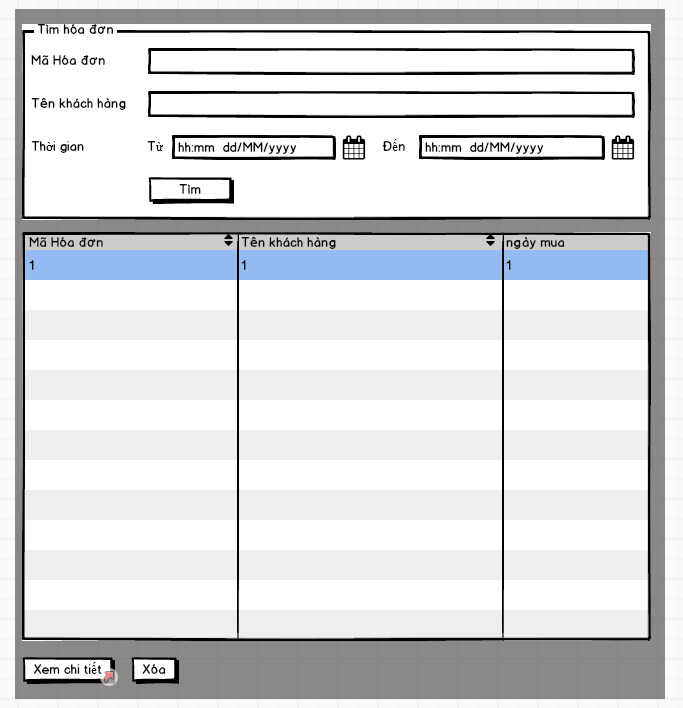 Tìm hóa đơn
Mã Hóa đơn
Tên khách hàng
Thời gian Từ hh:mm dd/MM/yyyy Đến hh:mm dd/MM/yyyy
Tìm
Mã Hóa đơn Tên khách hàng ngày mua
1 1 1
Xem chi tiết Xóa